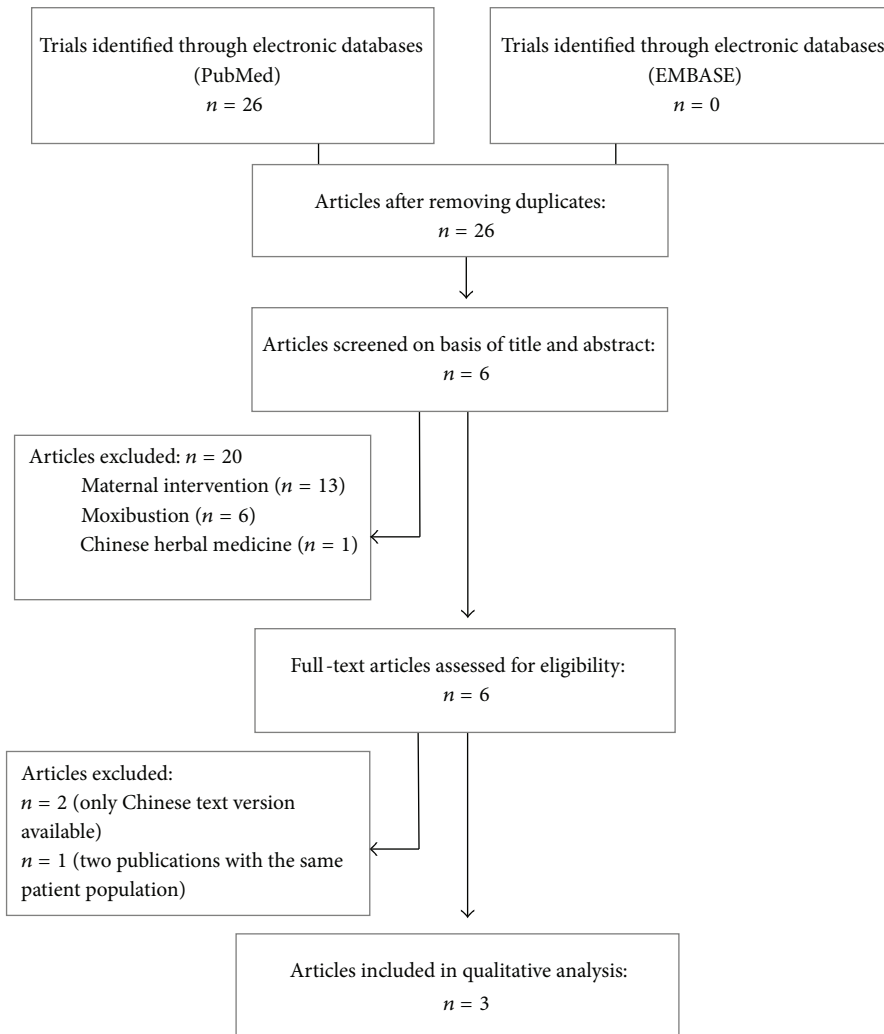 Trials identified through electronic databases
(PubMed)
n = 26
Trials identified through electronic databases
(EMBASE)
n = 0
Articles after removing duplicates:
n = 26
Articles screened on basis of title and abstract:
n = 6
Articles excluded: n = 20
Maternal intervention (n = 13)
Moxibustion (n = 6)
Chinese herbal medicine (n = 1)
Full-text articles assessed for eligibility:
n = 6
Articles excluded:
n = 2 (only Chinese text version
available)
n = 1 (two publications with the same
patient population)
Articles included in qualitative analysis:
n = 3